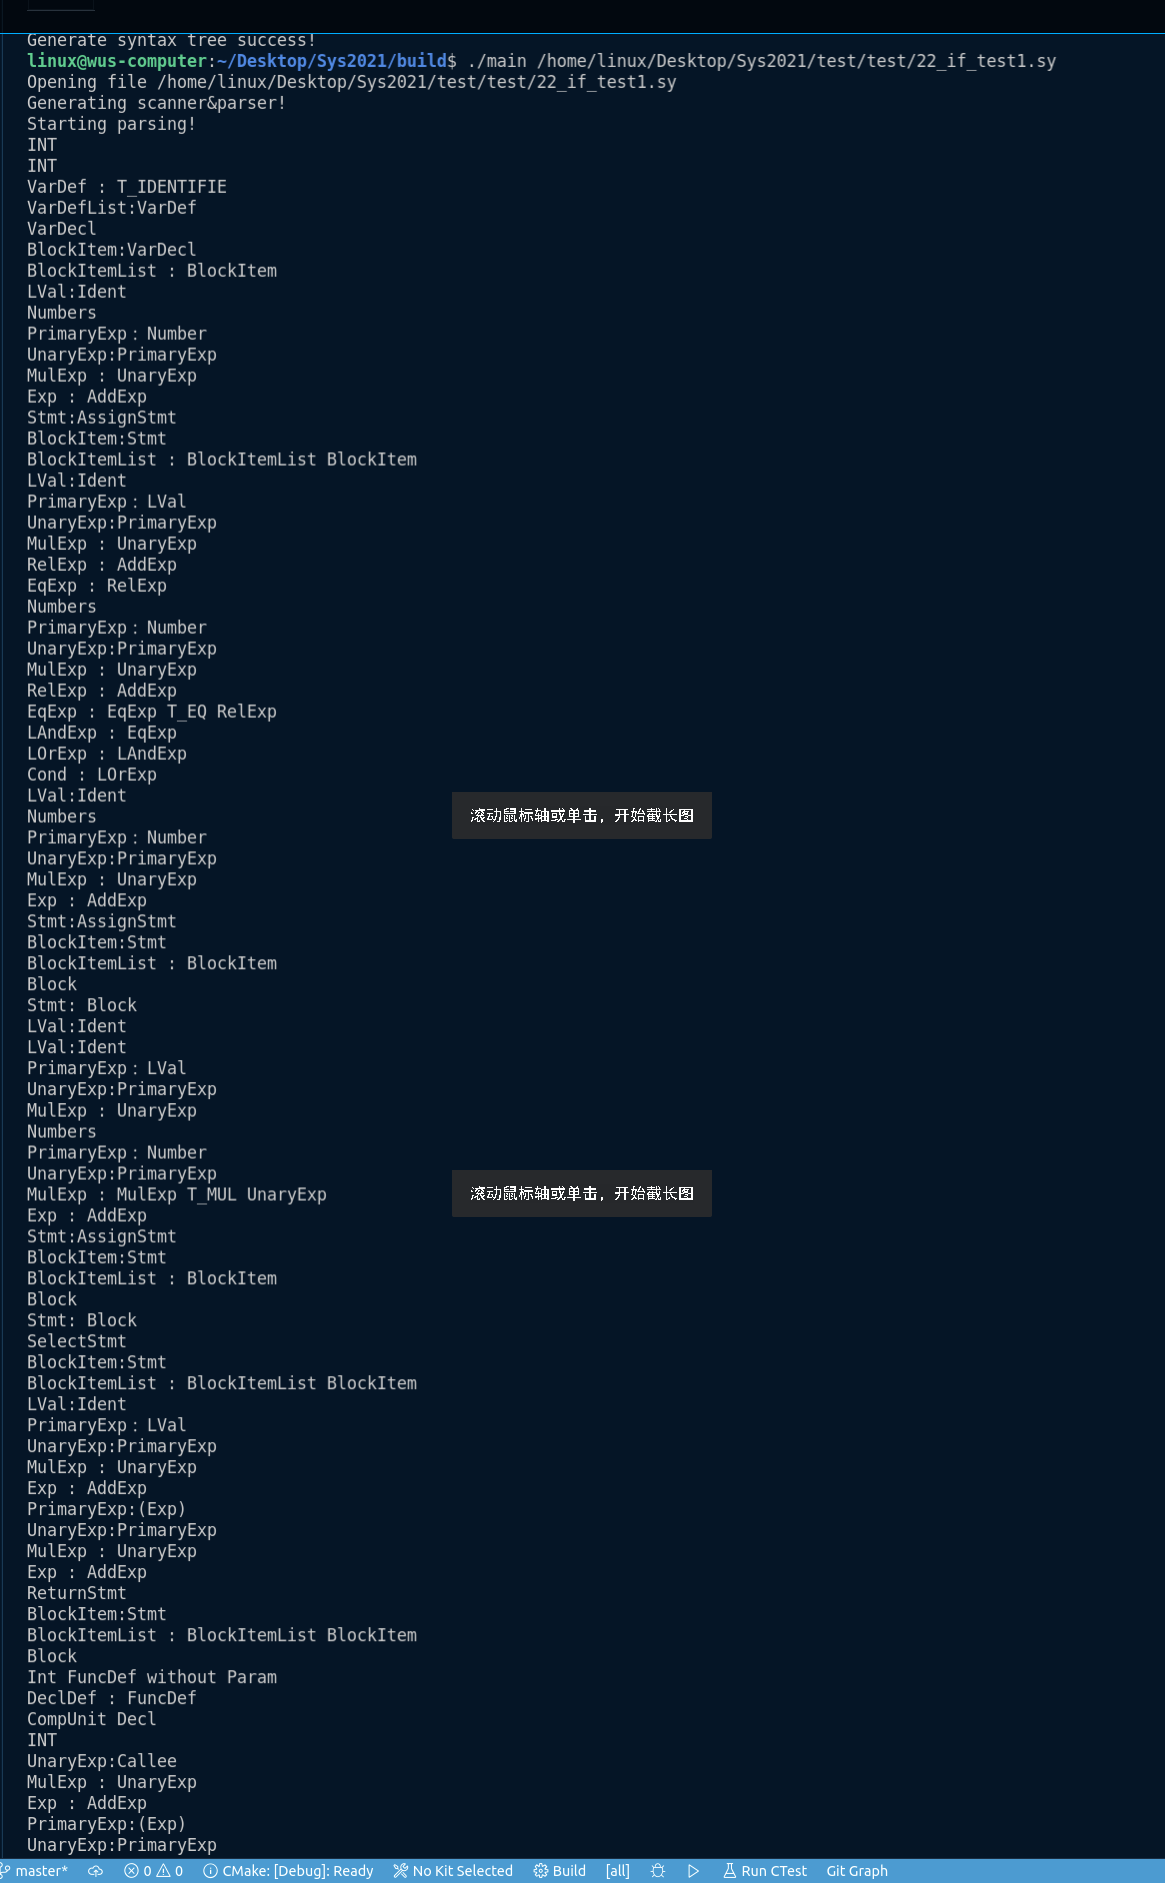 Generate syntax tree success!
linux@wus-computer:~/Desktop/Sys2021/build$ ./main /home/linux/Desktop/Sys2021/test/test/22_if_test1.sy
Opening file /home/linux/Desktop/Sys2021/test/test/22_if_test1.sy
Generating scanner&parser!
Starting parsing!
INT
INT
VarDef : T_IDENTIFIE
VarDefList:VarDef
VarDecl
BlockItem:VarDecl
BlockItemList : BlockItem
LVal:Ident
Numbers
PrimaryExp：Number
UnaryExp:PrimaryExp
MulExp : UnaryExp
Exp : AddExp
Stmt:AssignStmt
BlockItem:Stmt
BlockItemList : BlockItemList BlockItem
LVal:Ident
PrimaryExp：LVal
UnaryExp:PrimaryExp
MulExp : UnaryExp
RelExp : AddExp
EqExp : RelExp
Numbers
PrimaryExp：Number
UnaryExp:PrimaryExp
MulExp : UnaryExp
RelExp : AddExp
EqExp : EqExp T_EQ RelExp
LAndExp : EqExp
LOrExp : LAndExp
Cond : LOrExp
LVal:Ident
Numbers
滚动鼠标轴或单击，开始截长图
PrimaryExp：Number
UnaryExp:PrimaryExp
MulExp : UnaryExp
Exp : AddExp
Stmt:AssignStmt
BlockItem:Stmt
BlockItemList : BlockItem
Block
Stmt: Block
LVal:Ident
LVal:Ident
PrimaryExp：LVal
UnaryExp:PrimaryExp
MulExp : UnaryExp
Numbers
PrimaryExp：Number
UnaryExp:PrimaryExp
MulExp : MulExp T_MUL UnaryExp
滚动鼠标轴或单击，开始截长图
Exp : AddExp
Stmt:AssignStmt
BlockItem:Stmt
BlockItemList : BlockItem
Block
Stmt: Block
SelectStmt
BlockItem:Stmt
BlockItemList : BlockItemList BlockItem
LVal:Ident
PrimaryExp：LVal
UnaryExp:PrimaryExp
MulExp : UnaryExp
Exp : AddExp
PrimaryExp:(Exp)
UnaryExp:PrimaryExp
MulExp : UnaryExp
Exp : AddExp
ReturnStmt
BlockItem:Stmt
BlockItemList : BlockItemList BlockItem
Block
Int FuncDef without Param
DeclDef : FuncDef
CompUnit Decl
INT
UnaryExp:Callee
MulExp : UnaryExp
Exp : AddExp
PrimaryExp:(Exp)
UnaryExp:PrimaryExp
master* 0 0 CMake: [Debug]: Ready No Kit Selected Build [all] Run CTest Git Graph